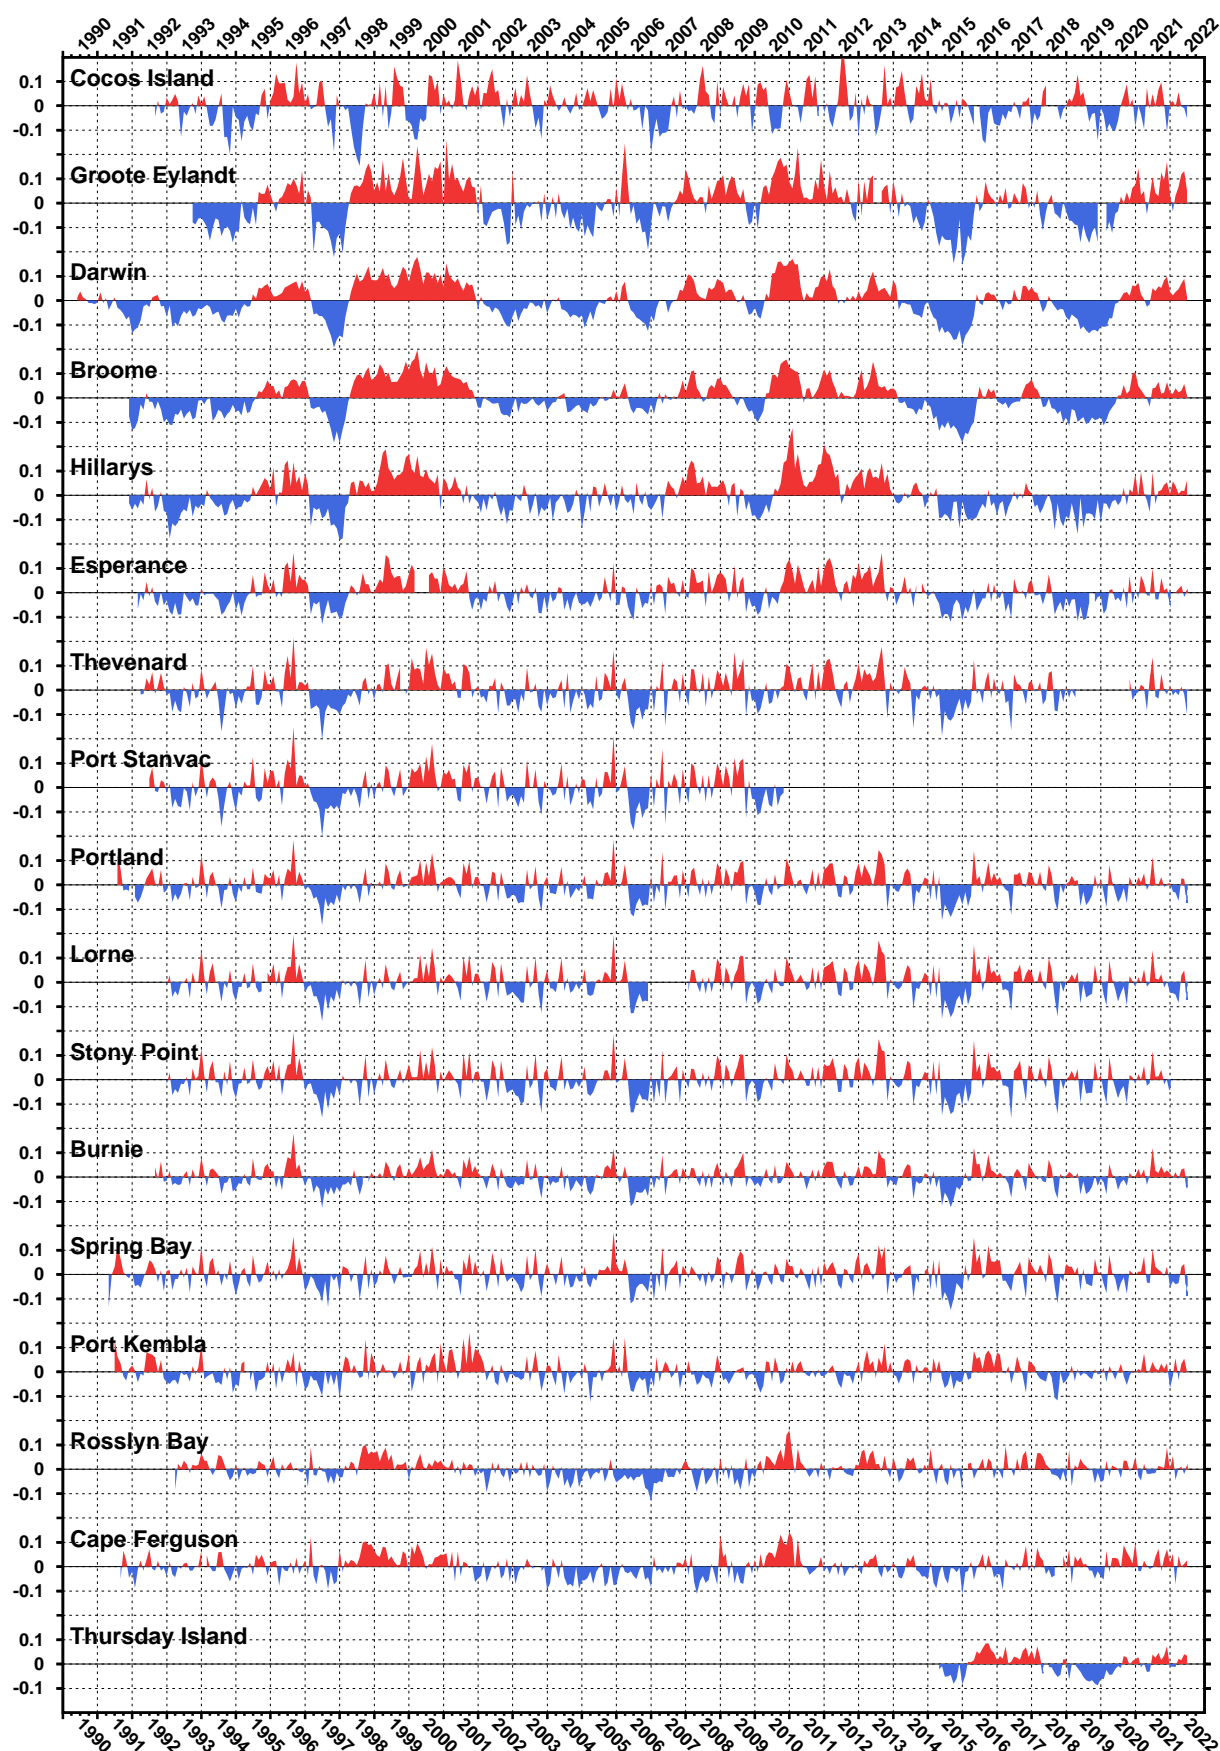 1990 1991 1992 1993 1994 1995 1996 1997 1998 1999 2000 2001 2002 2003 2004 2005 2006 2007 2008 2009 2010 2011 2012 2013 2014 2015 2016 2017 2018 2019 2020 2021 2022
Cocos Island
0.1
0
-0.1
Groote Eylandt
0.1
0
-0.1
Darwin
0.1
0
-0.1
Broome
0.1
0
-0.1
Hillarys
0.1
0
-0.1
Esperance
0.1
0
-0.1
Thevenard
0.1
0
-0.1
Port Stanvac
0.1
0
-0.1
Portland
0.1
0
-0.1
Lorne
0.1
0
-0.1
Stony Point
0.1
0
-0.1
Burnie
0.1
0
-0.1
Spring Bay
0.1
0
-0.1
Port Kembla
0.1
0
-0.1
Rosslyn Bay
0.1
0
-0.1
Cape Ferguson
0.1
0
-0.1
Thursday Island
0.1
0
-0.1
1990 1991 1992 1993 1994 1995 1996 1997 1998 1999 2000 2001 2002 2003 2004 2005 2006 2007 2008 2009 2010 2011 2012 2013 2014 2015 2016 2017 2018 2019 2020 2021 2022